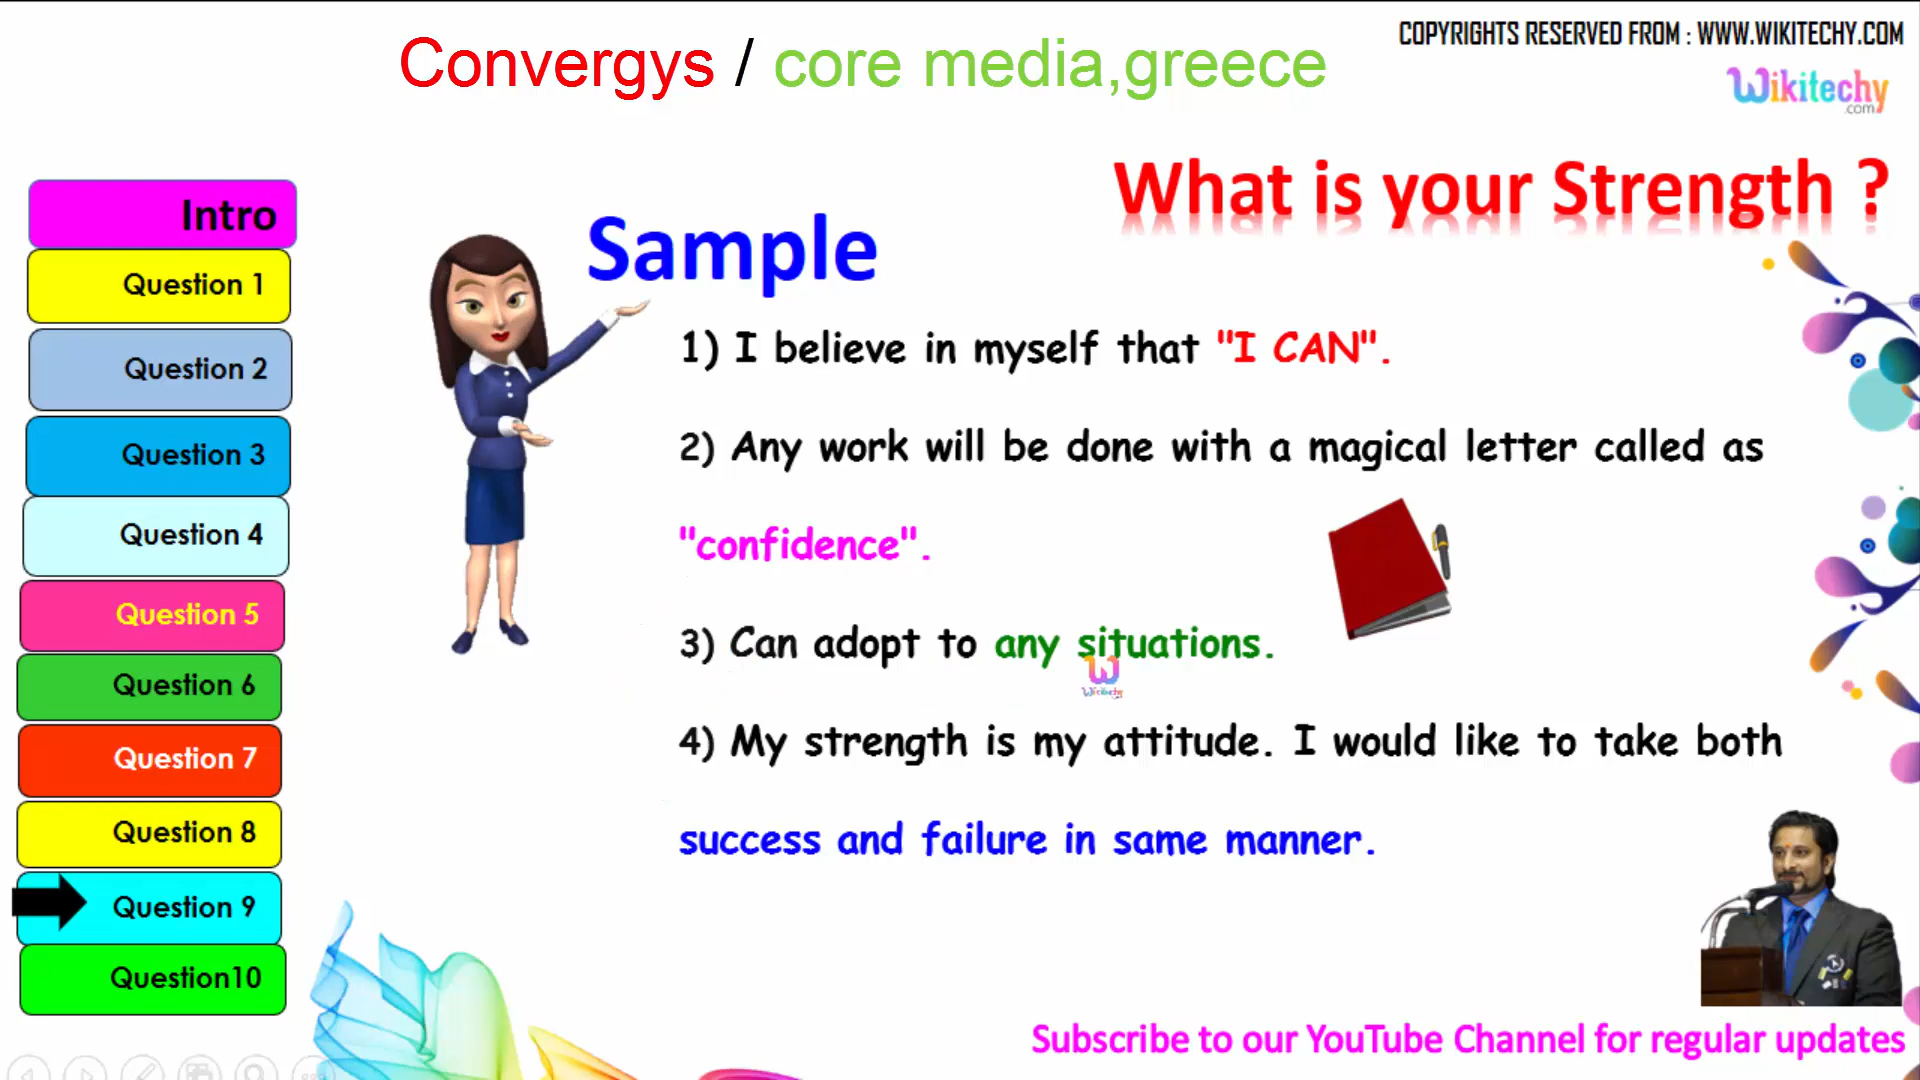 COPYRIGHTS RESERVED FROM : WWW.WIKITECHY.COM
Convergys / core media,greece
Wikitechy
.com
What is your Strength ?
Sample
Intro
Question 1
Question 2
Question 3
Question 4
Question 5
Question 6
Question 7
Question 8
Question 9
Question10
1) I believe in myself that "I CAN".
2) Any work will be done with a magical letter called as
"confidence".
3) Can adopt to any situations.
W
Wikitechy
4) My strength is my attitude. I would like to take both
success and failure in same manner.
Subscribe to our YouTube Channel for regular updates